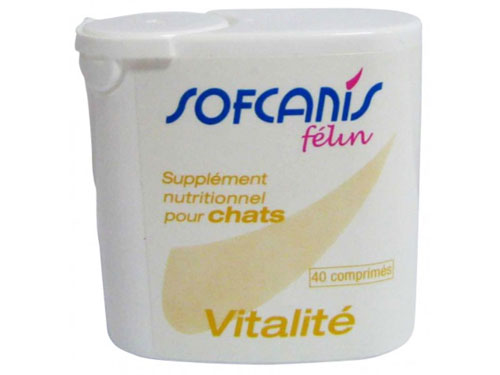 SOFCANIS
félin
Supplément
nutritionnel
pour chats
40 comprimés
Vitalité